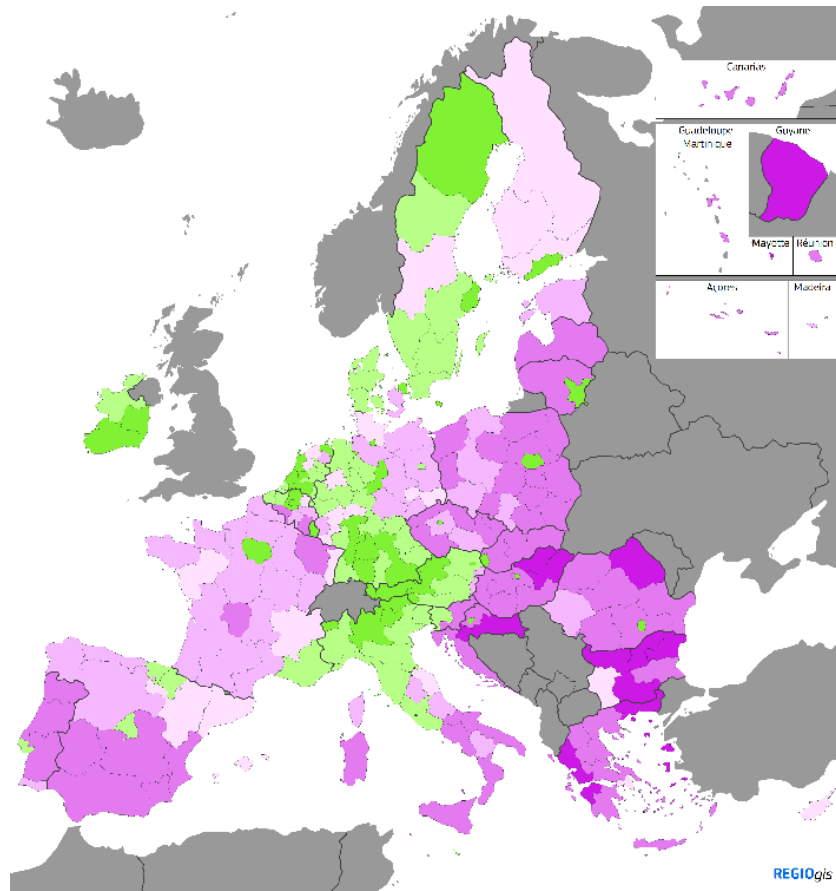 Canarias
Guadeloupe
Martinique
Guyane
Mayotte
Réunion
Açores
Madeira
REGIOgis